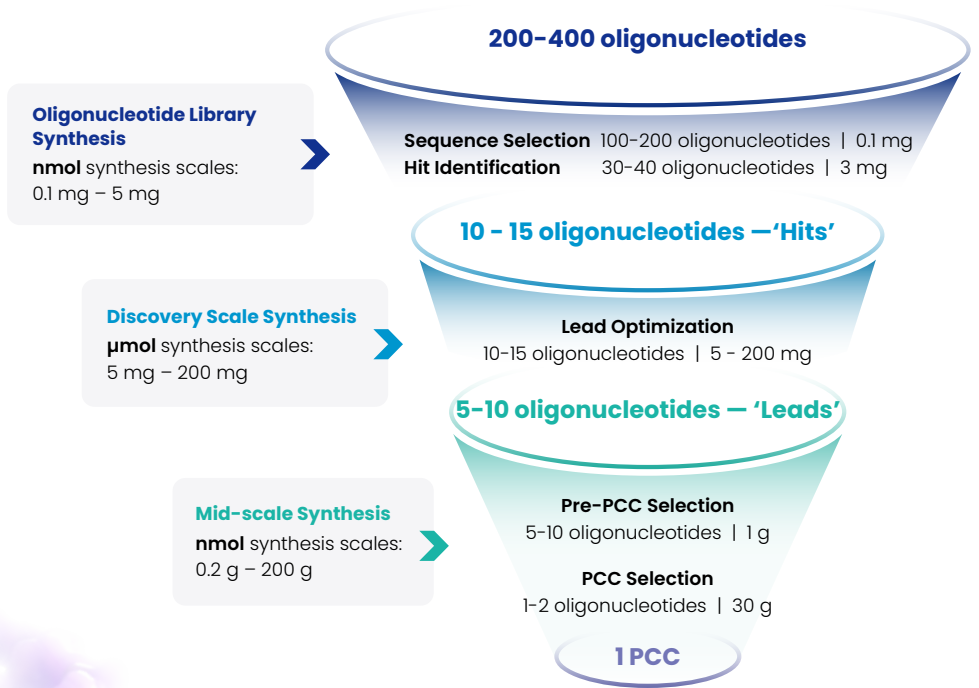 200-400 oligonucleotides
Oligonucleotide Library
Synthesis
nmol synthesis scales:
0.1 mg – 5 mg
Sequence Selection 100-200 oligonucleotides | 0.1 mg
Hit Identification 30-40 oligonucleotides | 3 mg
10 - 15 oligonucleotides —‘Hits’
Discovery Scale Synthesis
µmol synthesis scales:
5 mg – 200 mg
Lead Optimization
10-15 oligonucleotides | 5 - 200 mg
5-10 oligonucleotides — ‘Leads’
Mid-scale Synthesis
nmol synthesis scales:
0.2 g – 200 g
Pre-PCC Selection
5-10 oligonucleotides | 1 g
PCC Selection
1-2 oligonucleotides | 30 g
1 PCC